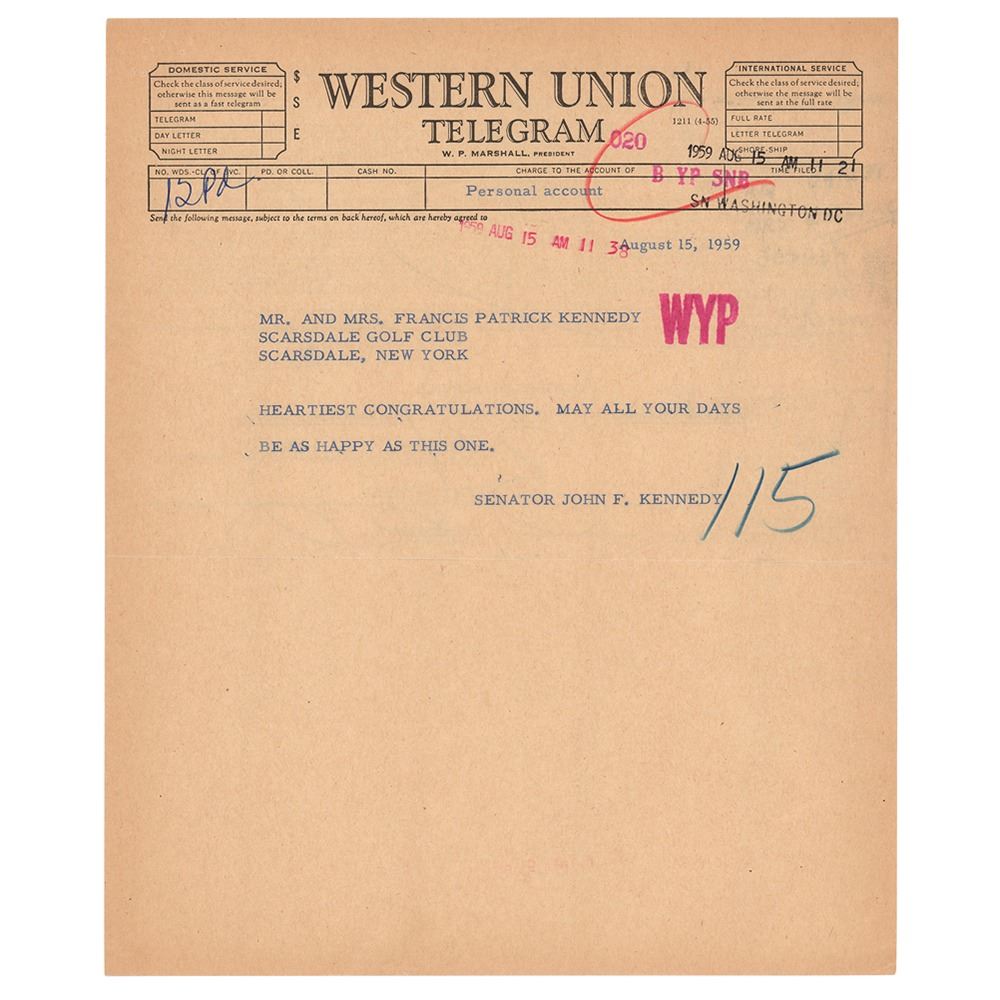 DOMESTIC SERVICE
Check the class of service desired;
otherwise this message will be
sent as a fast telegram
TELEGRAM
DAY LETTER
NIGHT LETTER
$
S
E
WESTERN UNION
TELEGRAM
W. P. MARSHALL, PRESIDENT
1211 (4-55)
020
INTERNATIONAL SERVICE
Check the class of service desired;
otherwise the message will be
sent at the full rate
FULL RATE
LETTER TELEGRAM
SHORE-SHIP
1959 AUG 15 AM 11 21
NO. WDS.-CL. OF SVC.
PD. OR COLL.
CASH NO.
CHARGE TO THE ACCOUNT OF
TIME FILED
12 Pd
Personal account
B YP SNB
SN WASHINGTON DC
Send the following message, subject to the terms on back hereof, which are hereby agreed to
1959 AUG 15 AM 11 38
August 15, 1959
MR. AND MRS. FRANCIS PATRICK KENNEDY
SCARSDALE GOLF CLUB
SCARSDALE, NEW YORK
WYP
HEARTIEST CONGRATULATIONS. MAY ALL YOUR DAYS
BE AS HAPPY AS THIS ONE.
SENATOR JOHN F. KENNEDY
115